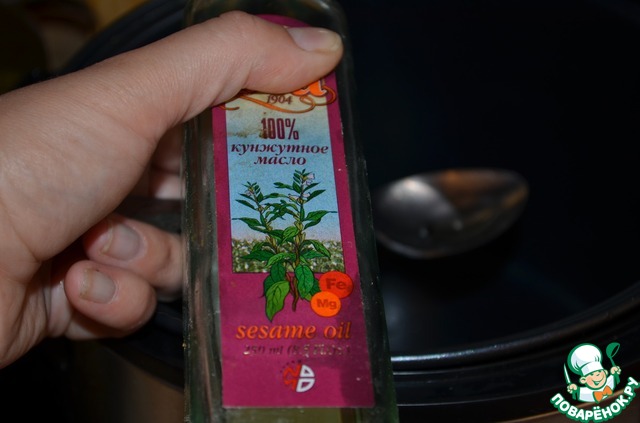 1904
100%
кунжутное
масло
Fe
Mg
sesame oil
ПОВАРЁНОК.РУ